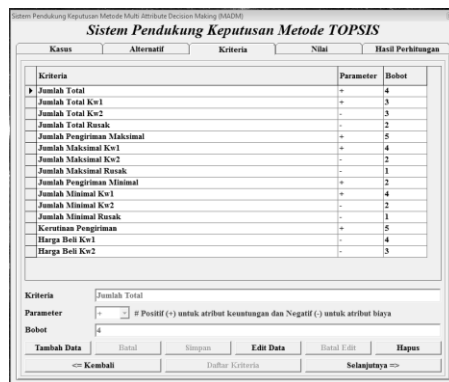 Sistem Pendukung Keputusan Metode Multi Attribute Decision Making (MADM)
Sistem Pendukung Keputusan Metode TOPSIS
Kasus Alternatif Kriteria Nilai Hasil Perhitungan
Kriteria Parameter Bobot
Jumlah Total + 4
Jumlah Total Kw1 + 3
Jumlah Total Kw2 - 3
Jumlah Total Rusak - 2
Jumlah Pengiriman Maksimal + 5
Jumlah Maksimal Kw1 + 4
Jumlah Maksimal Kw2 - 2
Jumlah Maksimal Rusak - 1
Jumlah Pengiriman Minimal + 2
Jumlah Minimal Kw1 + 4
Jumlah Minimal Kw2 - 2
Jumlah Minimal Rusak - 1
Kerutinan Pengiriman + 5
Harga Beli Kw1 - 4
Harga Beli Kw2 - 3
Kriteria Jumlah Total
Parameter + # Positif (+) untuk atribut keuntungan dan Negatif (-) untuk atribut biaya
Bobot 4
Tambah Data Batal Simpan Edit Data Batal Edit Hapus
<= Kembali Daftar Kriteria Selanjutnya =>